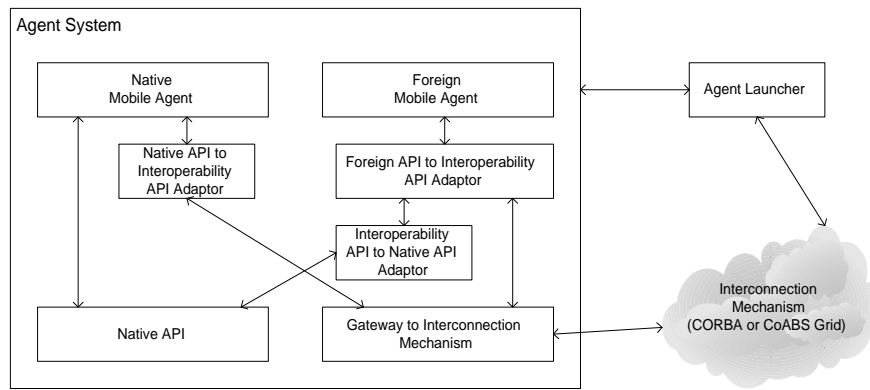 Agent System
Native
Mobile Agent
Foreign
Mobile Agent
Agent Launcher
Native API to
Interoperability
API Adaptor
Foreign API to Interoperability
API Adaptor
Interoperability
API to Native API
Adaptor
Native API
Gateway to Interconnection
Mechanism
Interconnection
Mechanism
(CORBA or CoABS Grid)